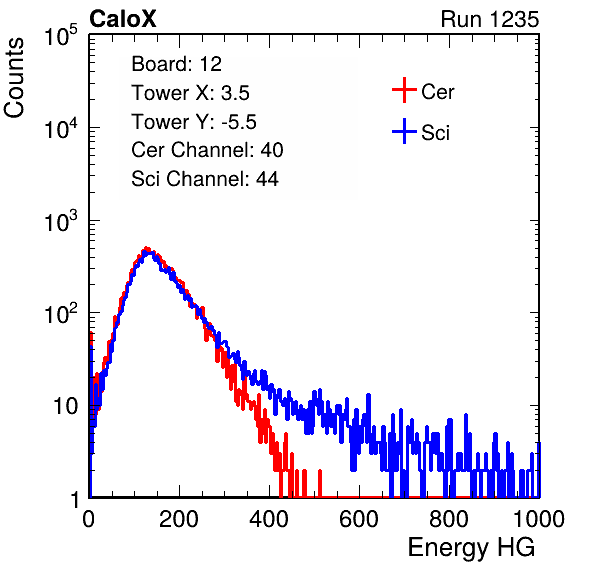 CaloX Run 1235
Counts
10^5
10^4
10^3
10^2
10
1
Board: 12
Tower X: 3.5
Tower Y: -5.5
Cer Channel: 40
Sci Channel: 44
Cer
Sci
0 200 400 600 800 1000
Energy HG